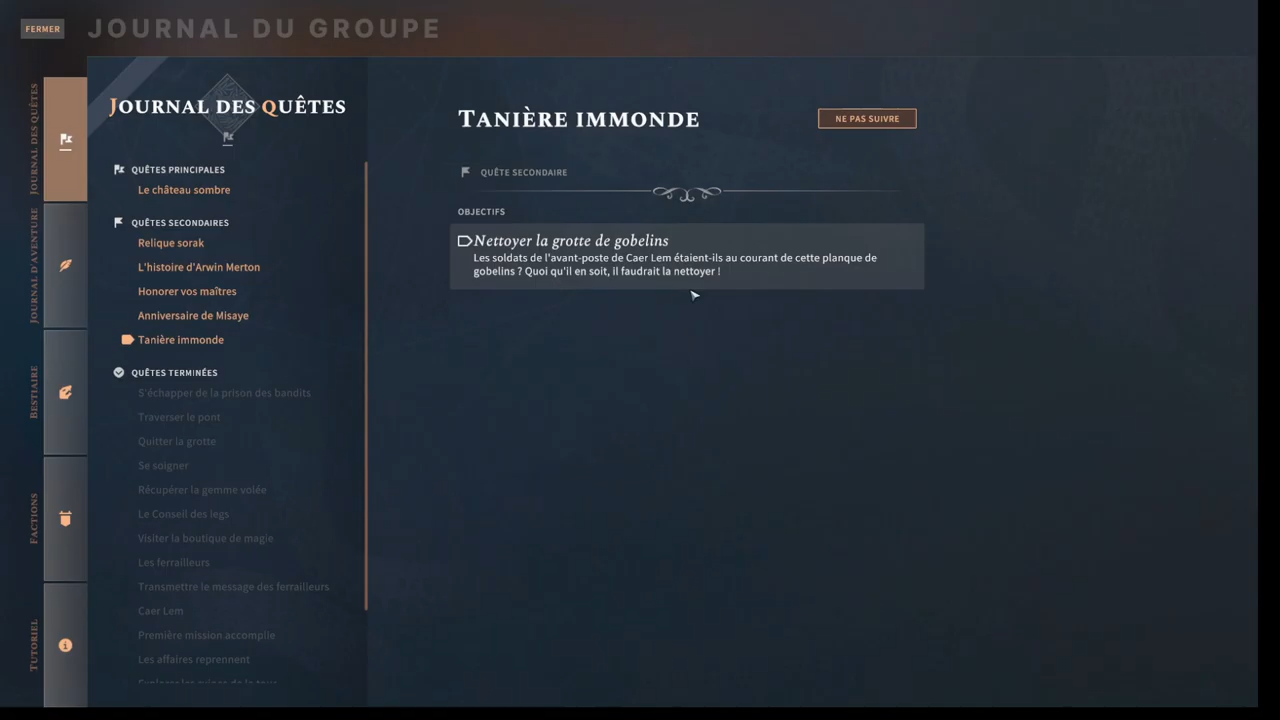 FERMER
JOURNAL DU GROUPE
JOURNAL DES QUÊTES
JOURNAL D'AVENTURE
BESTIAIRE
FACTIONS
TUTORIEL
JOURNAL DES QUÊTES
QUÊTES PRINCIPALES
Le château sombre
QUÊTES SECONDAIRES
Relique sorak
L'histoire d'Arwin Merton
Honorer vos maîtres
Anniversaire de Misaye
Tanière immonde
QUÊTES TERMINÉES
S'échapper de la prison des bandits
Traverser le pont
Quitter la grotte
Se soigner
Récupérer la gemme volée
Le Conseil des legs
Visiter la boutique de magie
Les ferrailleurs
Transmettre le message des ferrailleurs
Caer Lem
Première mission accomplie
Les affaires reprennent
TANIÈRE IMMONDE
NE PAS SUIVRE
QUÊTE SECONDAIRE
OBJECTIFS
Nettoyer la grotte de gobelins
Les soldats de l'avant-poste de Caer Lem étaient-ils au courant de cette planque de
gobelins ? Quoi qu'il en soit, il faudrait la nettoyer !